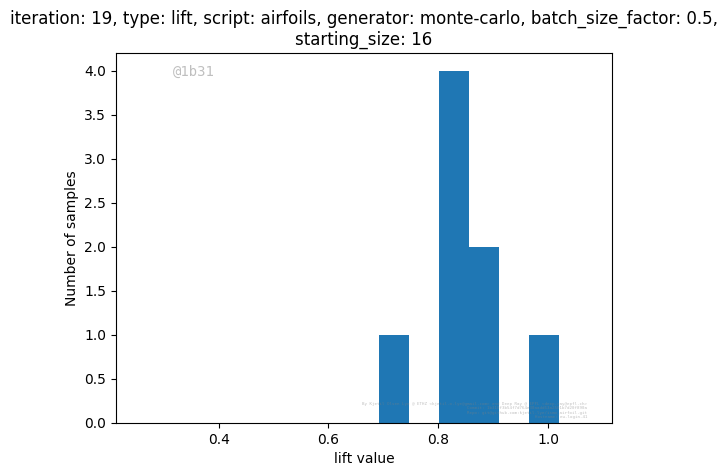 iteration: 19, type: lift, script: airfoils, generator: monte-carlo, batch_size_factor: 0.5,
starting_size: 16
@1b31
4.0
3.5
3.0
2.5
2.0
1.5
1.0
0.5
0.0
Number of samples
0.4 0.6 0.8 1.0
lift value